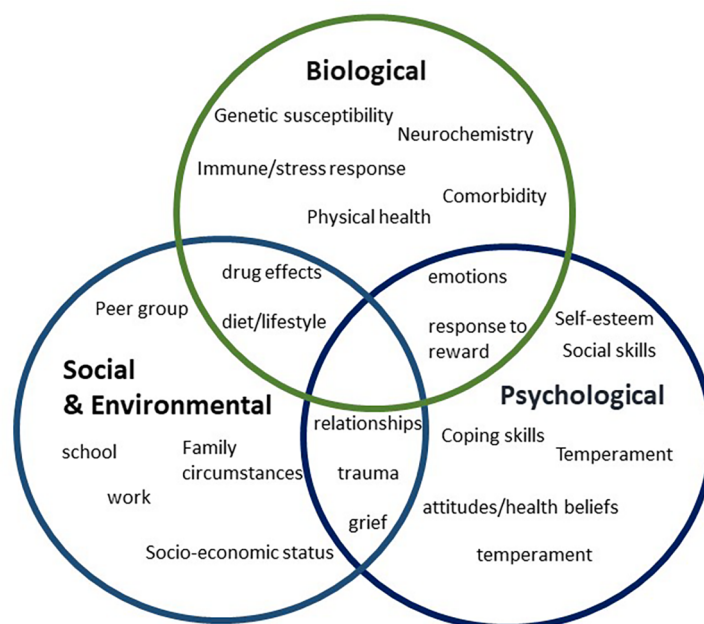 Biological
Genetic susceptibility
Neurochemistry
Immune/stress response
Comorbidity
Physical health
drug effects
emotions
Peer group
diet/lifestyle
response to
reward
Self-esteem
Social skills
Social
& Environmental
Psychological
relationships
Coping skills
school
Family
circumstances
trauma
Temperament
work
grief
attitudes/health beliefs
Socio-economic status
temperament